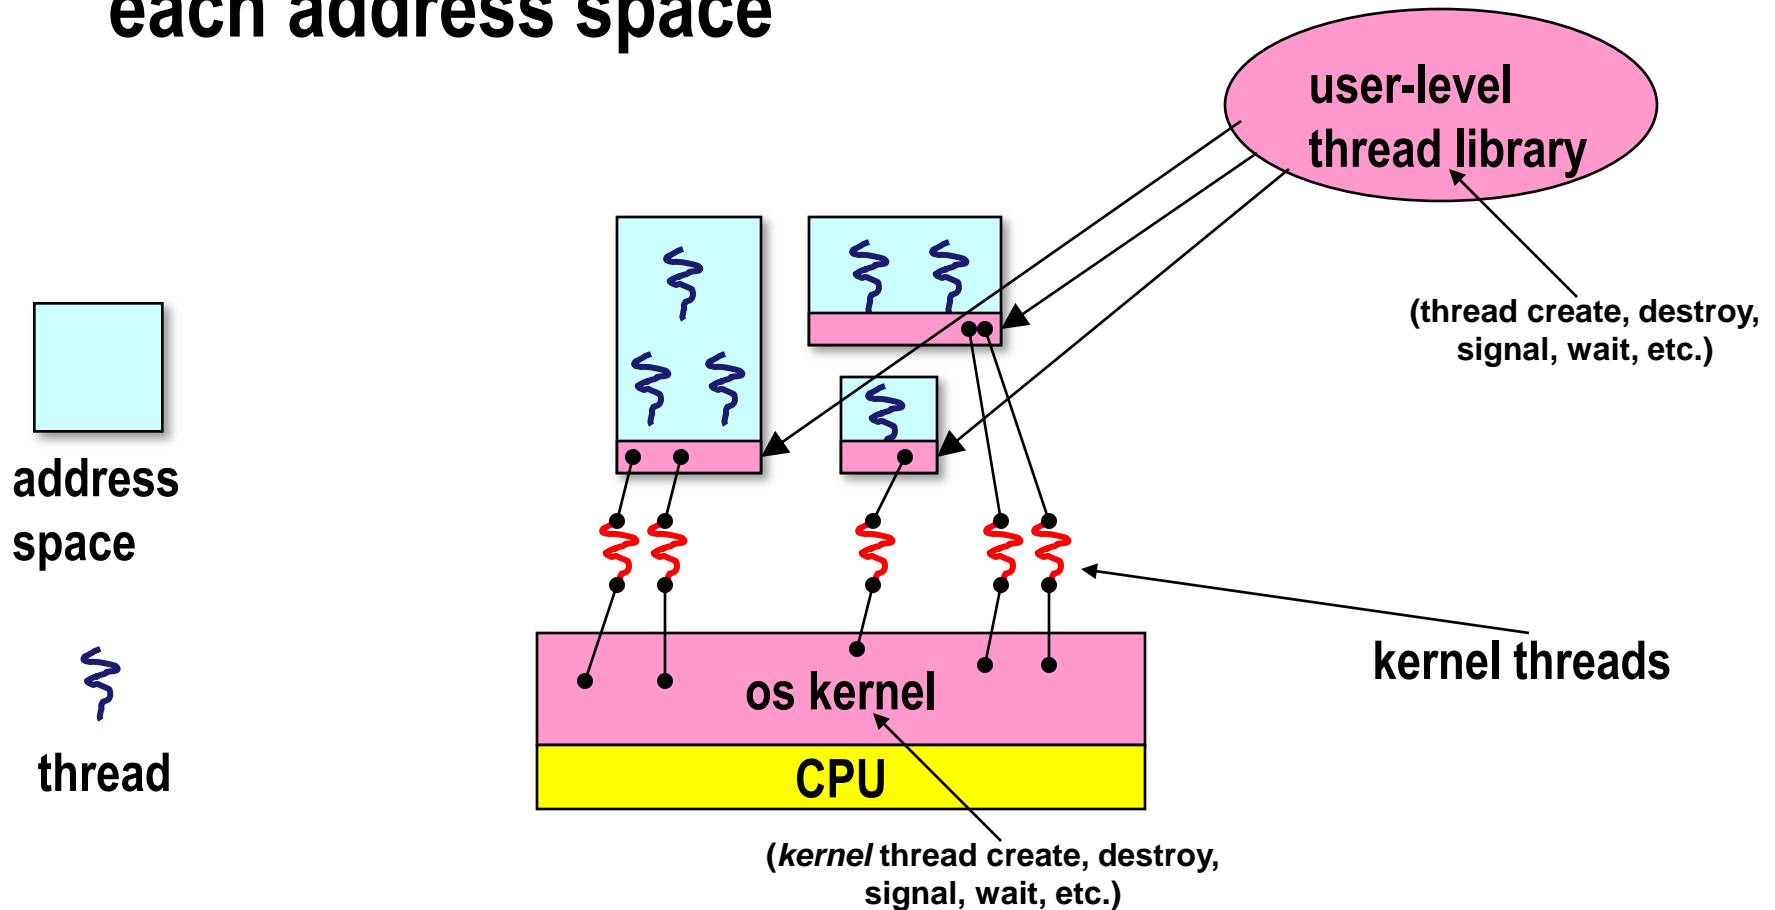 each address space
user-level
thread library
(thread create, destroy,
signal, wait, etc.)
address
space
thread
kernel threads
os kernel
CPU
(kernel thread create, destroy,
signal, wait, etc.)